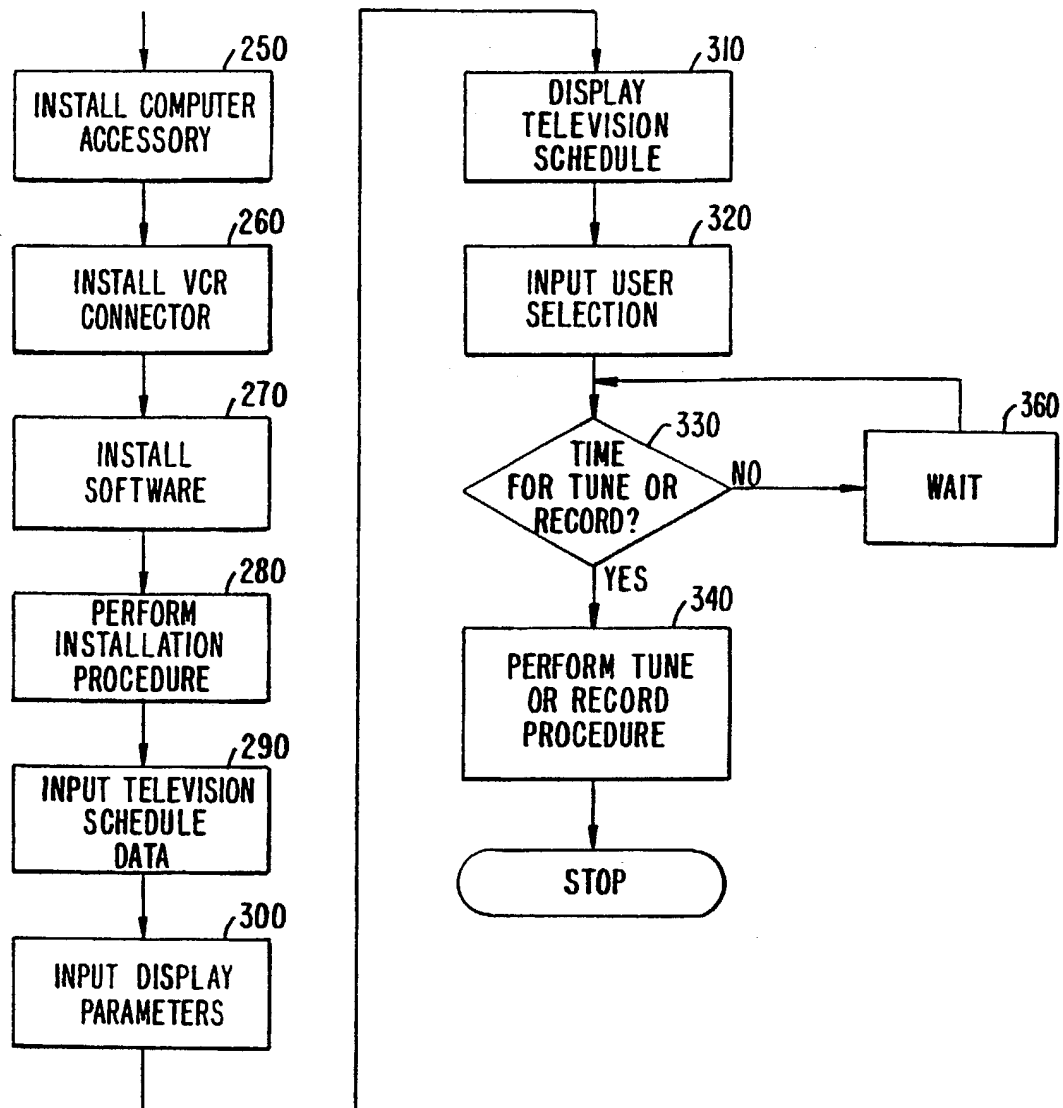 250
INSTALL COMPUTER
ACCESSORY
260
INSTALL VCR
CONNECTOR
270
INSTALL
SOFTWARE
280
PERFORM
INSTALLATION
PROCEDURE
290
INPUT TELEVISION
SCHEDULE
DATA
300
INPUT DISPLAY
PARAMETERS
310
DISPLAY
TELEVISION
SCHEDULE
320
INPUT USER
SELECTION
330
TIME
FOR TUNE OR
RECORD?
NO
360
WAIT
YES
340
PERFORM TUNE
OR RECORD
PROCEDURE
STOP